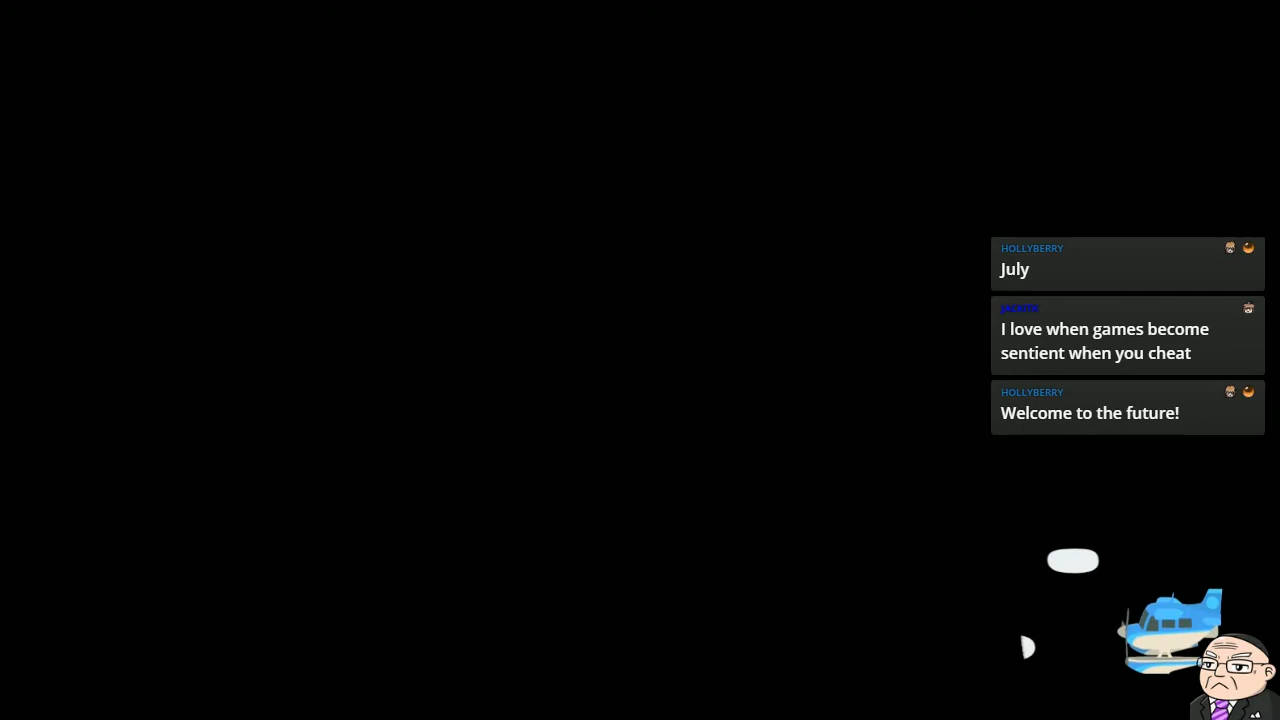 HOLLYBERRY
July
I love when games become
sentient when you cheat
HOLLYBERRY
Welcome to the future!